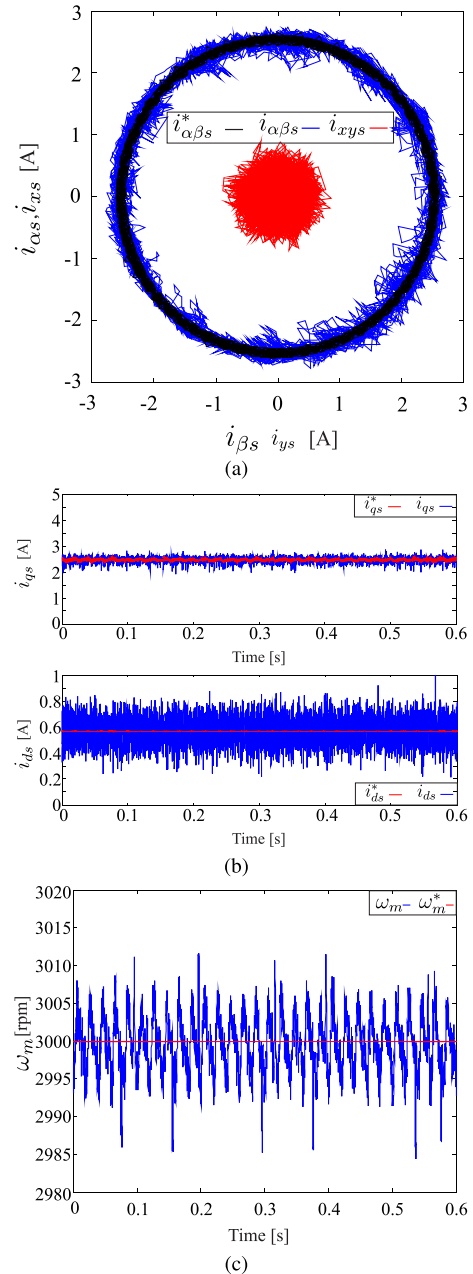 3
2
1
0
-1
-2
-3
i*αβs — iαβs — ixys —
iαs,ixs [A]
-3 -2 -1 0 1 2 3
iβs iys [A]
(a)
5
4
3
2
1
0
i*qs — iqs —
iqs [A]
0 0.1 0.2 0.3 0.4 0.5 0.6
Time [s]
1
0.8
0.6
0.4
0.2
0
ids [A]
i*ds — ids —
0 0.1 0.2 0.3 0.4 0.5 0.6
Time [s]
(b)
3020
3015
3010
3005
3000
2995
2990
2985
2980
ωm — ω*m —
ωm [rpm]
0 0.1 0.2 0.3 0.4 0.5 0.6
Time [s]
(c)